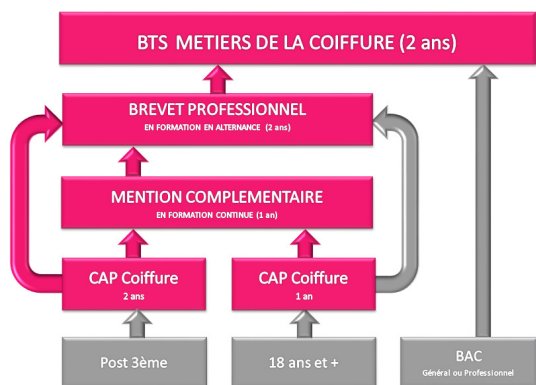 BTS METIERS DE LA COIFFURE (2 ans)
BREVET PROFESSIONNEL
EN FORMATION EN ALTERNANCE (2 ans)
MENTION COMPLEMENTAIRE
EN FORMATION CONTINUE (1 an)
CAP Coiffure
2 ans
CAP Coiffure
1 an
Post 3ème
18 ans et +
BAC
Général ou Professionnel